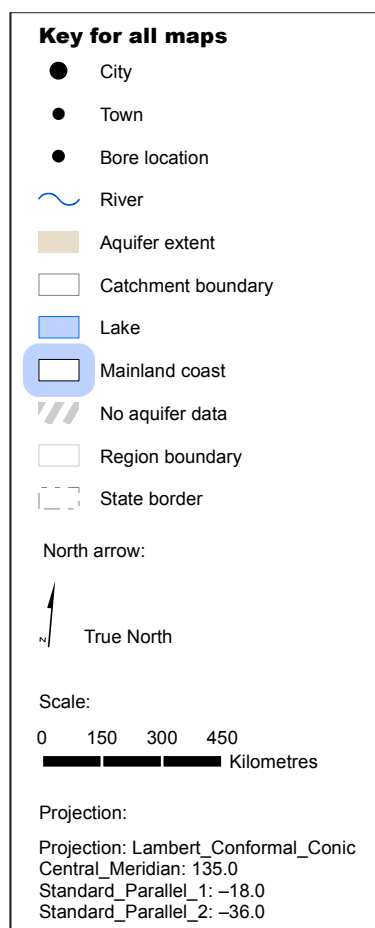 Key for all maps
City
Town
Bore location
River
Aquifer extent
Catchment boundary
Lake
Mainland coast
No aquifer data
Region boundary
State border
North arrow:
N
True North
Scale:
0 150 300 450
Kilometres
Projection:
Projection: Lambert_Conformal_Conic
Central_Meridian: 135.0
Standard_Parallel_1: –18.0
Standard_Parallel_2: –36.0